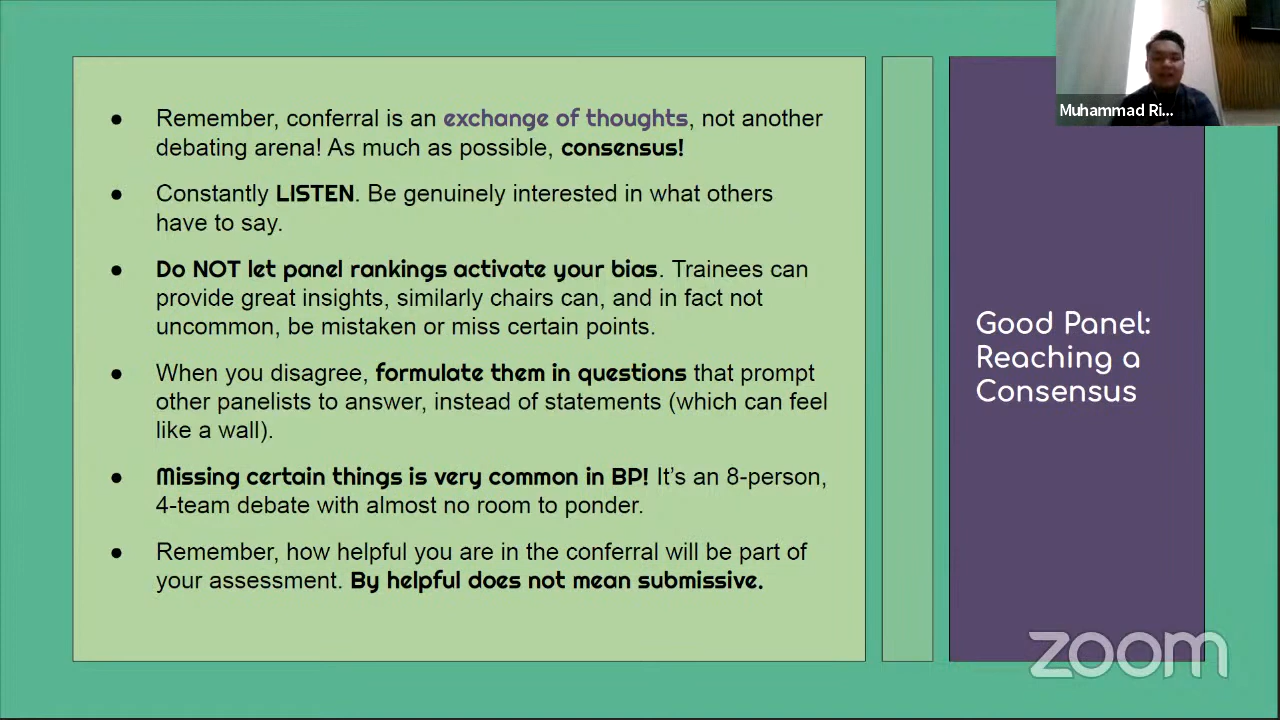 Remember, conferral is an exchange of thoughts, not another
debating arena! As much as possible, consensus!
Constantly LISTEN. Be genuinely interested in what others
have to say.
Do NOT let panel rankings activate your bias. Trainees can
provide great insights, similarly chairs can, and in fact not
uncommon, be mistaken or miss certain points.
When you disagree, formulate them in questions that prompt
other panelists to answer, instead of statements (which can feel
like a wall).
Missing certain things is very common in BP! It’s an 8-person,
4-team debate with almost no room to ponder.
Remember, how helpful you are in the conferral will be part of
your assessment. By helpful does not mean submissive.
Good Panel:
Reaching a
Consensus
Muhammad Ri...
zoom